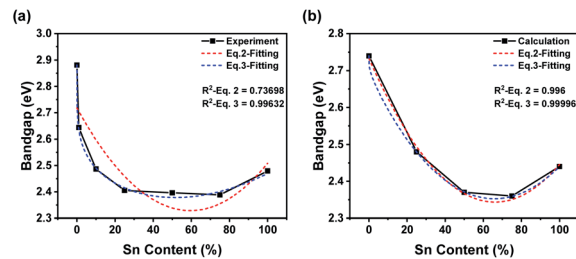 (a)
3.0
2.9
2.8
2.7
2.6
2.5
2.4
2.3
Bandgap (eV)
0
20
40
60
80
100
Sn Content (%)
Experiment
Eq.2-Fitting
Eq.3-Fitting
R²-Eq. 2 = 0.73698
R²-Eq. 3 = 0.99632
(b)
2.8
2.7
2.6
2.5
2.4
2.3
Bandgap (eV)
0
20
40
60
80
100
Sn Content (%)
Calculation
Eq.2-Fitting
Eq.3-Fitting
R²-Eq. 2 = 0.996
R²-Eq. 3 = 0.99996